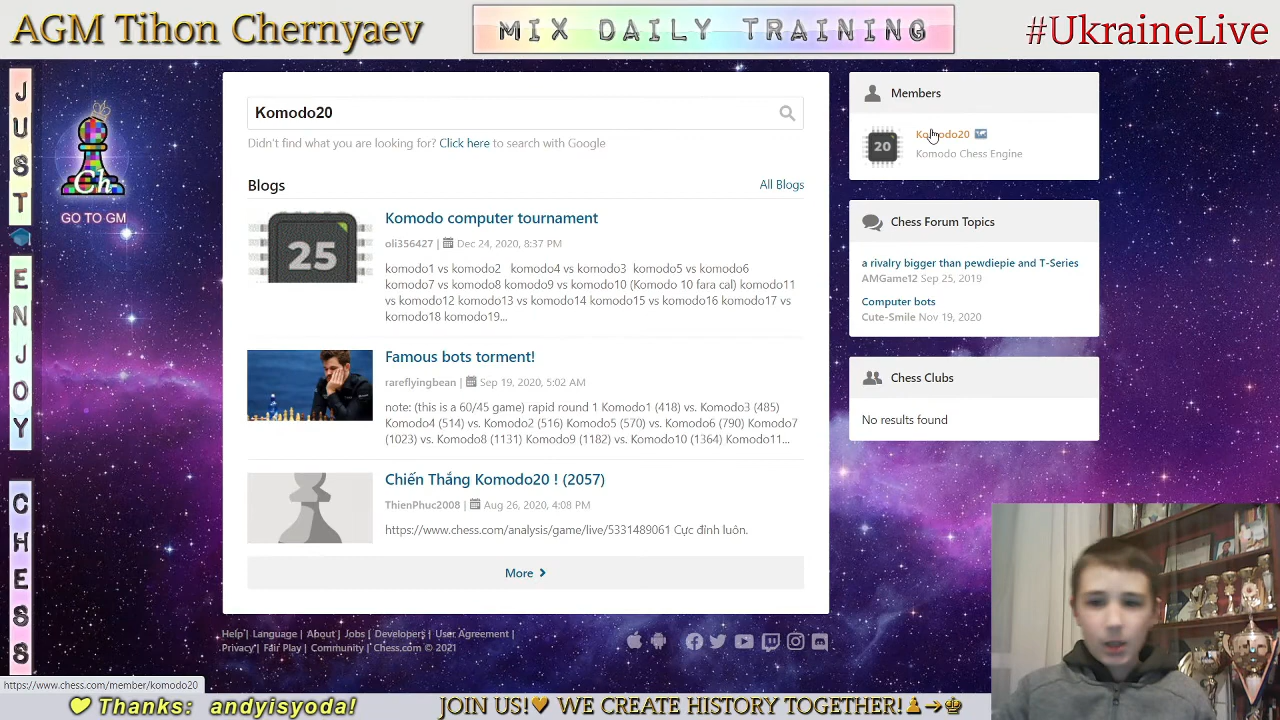 AGM Tihon Chernyaev
MIX DAILY TRAINING
#UkraineLive
JUST
ENJOY
CHESS
Ch
GO TO GM
Komodo20
Didn't find what you are looking for? Click here to search with Google
Blogs
All Blogs
25
Komodo computer tournament
oli356427 | Dec 24, 2020, 8:37 PM
komodo1 vs komodo2 komodo4 vs komodo3 komodo5 vs komodo6
komodo7 vs komodo8 komodo9 vs komodo10 (Komodo 10 fara cal) komodo11
vs komodo12 komodo13 vs komodo14 komodo15 vs komodo16 komodo17 vs
komodo18 komodo19...
Famous bots torment!
rareflyingbean | Sep 19, 2020, 5:02 AM
note: (this is a 60/45 game) rapid round 1 Komodo1 (418) vs. Komodo3 (485)
Komodo4 (514) vs. Komodo2 (516) Komodo5 (570) vs. Komodo6 (790) Komodo7
(1023) vs. Komodo8 (1131) Komodo9 (1182) vs. Komodo10 (1364) Komodo11...
Chiến Thắng Komodo20 ! (2057)
ThienPhuc2008 | Aug 26, 2020, 4:08 PM
https://www.chess.com/analysis/game/live/5331489061 Cực đỉnh luôn.
More
Members
20
Komodo20
Komodo Chess Engine
Chess Forum Topics
a rivalry bigger than pewdiepie and T-Series
AMGame12 Sep 25, 2019
Computer bots
Cute-Smile Nov 19, 2020
Chess Clubs
No results found
Help | Language | About | Jobs | Developers | User Agreement |
Privacy | Fair Play | Community | Chess.com © 2021
https://www.chess.com/member/komodo20
Thanks: andyisyoda!
JOIN US! WE CREATE HISTORY TOGETHER!